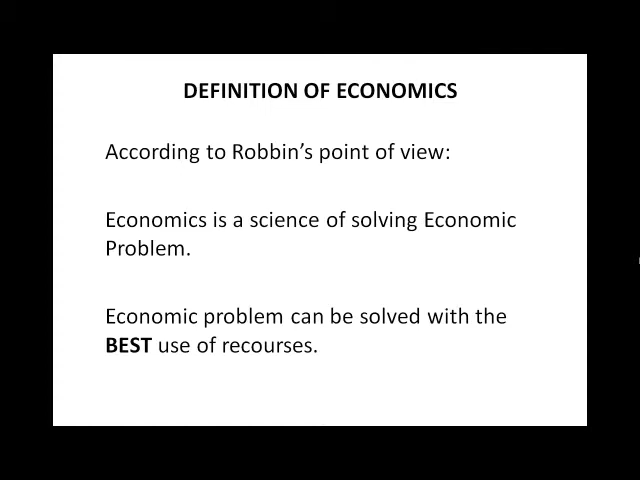 DEFINITION OF ECONOMICS
According to Robbin’s point of view:
Economics is a science of solving Economic
Problem.
Economic problem can be solved with the
BEST use of recourses.